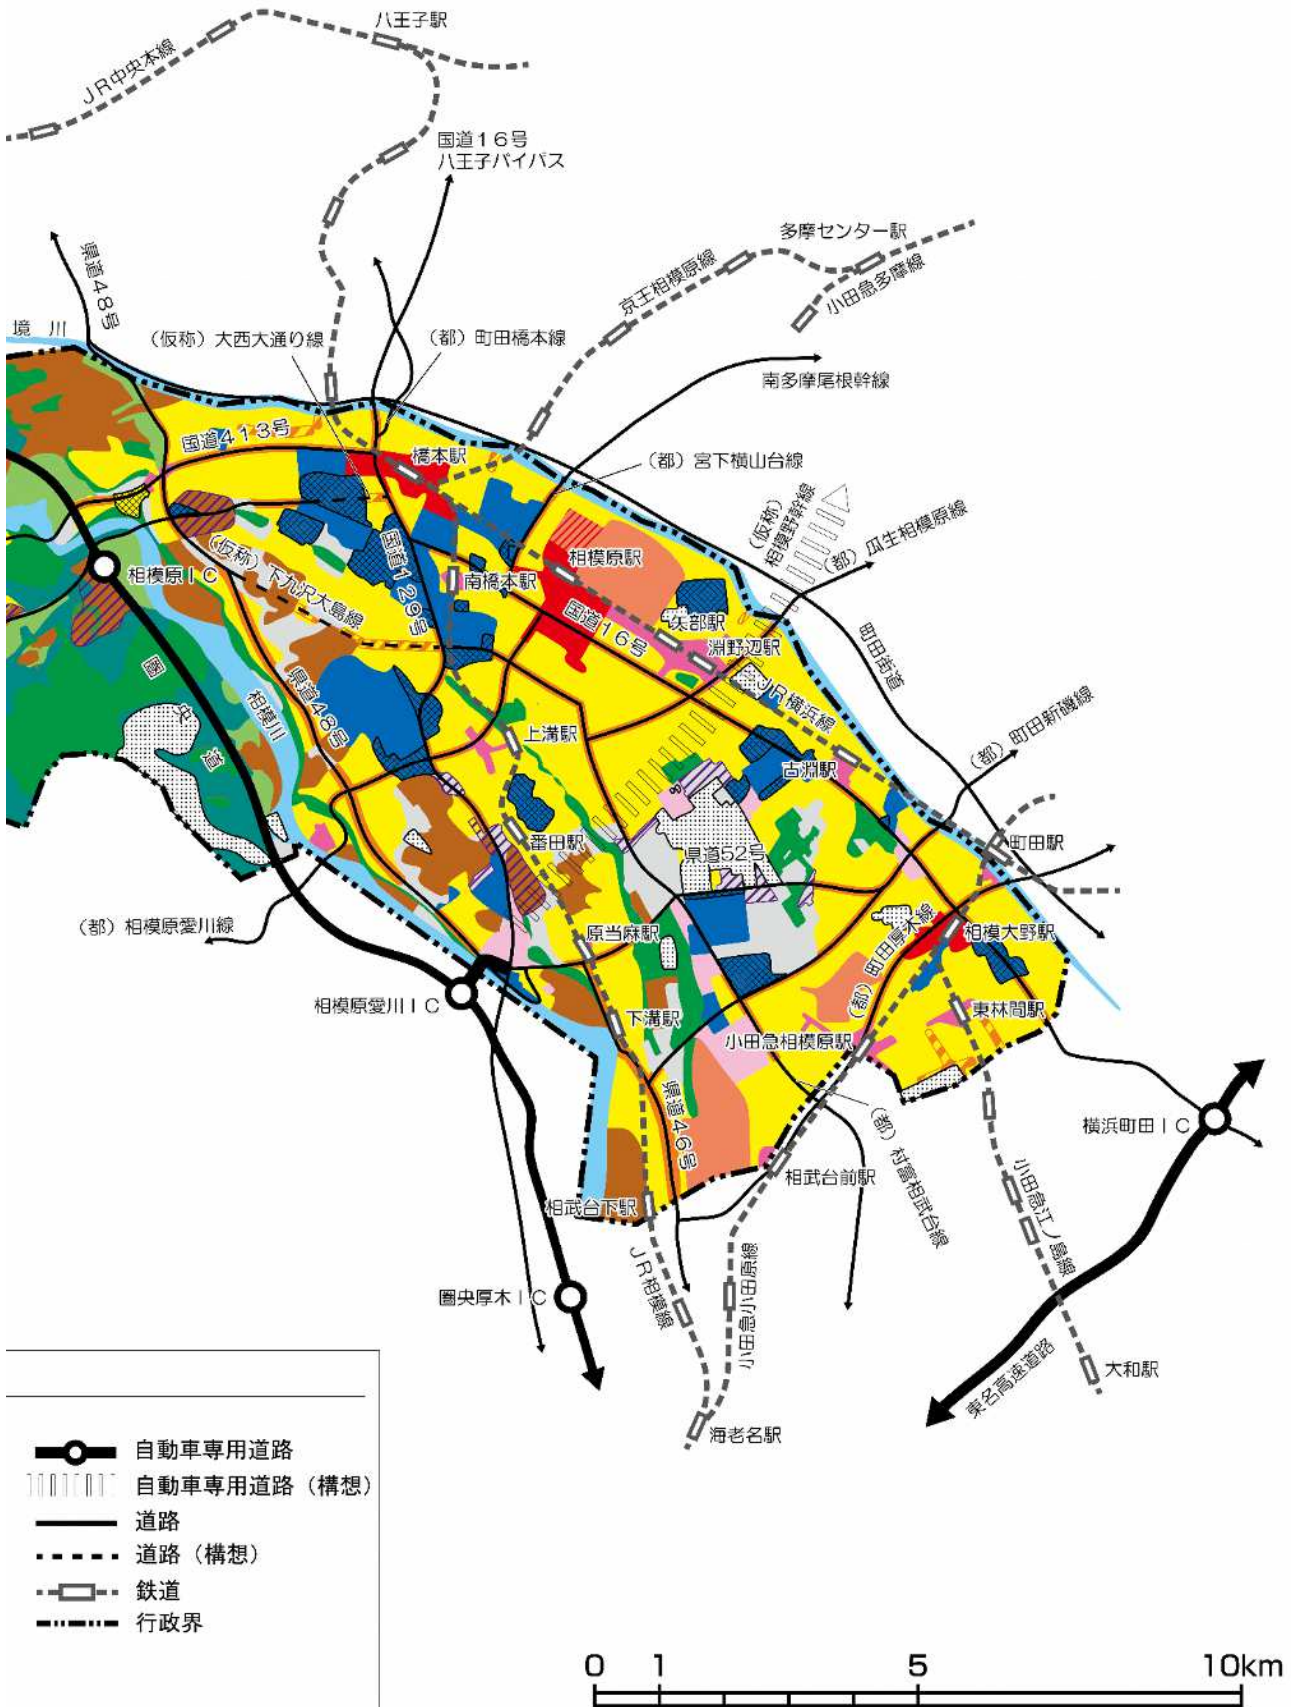 八王子駅
JR中央本線
国道16号
八王子バイパス
多摩センター駅
県道48号
京王相模原線
小田急多摩線
境川
(仮称)大西大通り線
(都)町田橋本線
南多摩尾根幹線
国道413号
橋本駅
(都)宮下横山台線
(仮称)
相模野幹線
(都)瓜生相模原線
相模原IC
(仮称)下九沢大島線
国道129号
南橋本駅
相模原駅
国道16号
矢部駅
淵野辺駅
町田街道
圏央道
相模川
県道48号
上溝駅
JR横浜線
古淵駅
(都)町田新磯線
番田駅
県道52号
町田駅
(都)相模原愛川線
原当麻駅
(都)町田厚木線
相模大野駅
相模原愛川IC
下溝駅
小田急相模原駅
東林間駅
県道46号
(都)村富相武台線
横浜町田IC
相武台前駅
相武台下駅
小田急江ノ島線
JR相模線
小田急小田原線
圏央厚木IC
東名高速道路
大和駅
海老名駅
自動車専用道路
自動車専用道路(構想)
道路
道路(構想)
鉄道
行政界
0 1 5 10km